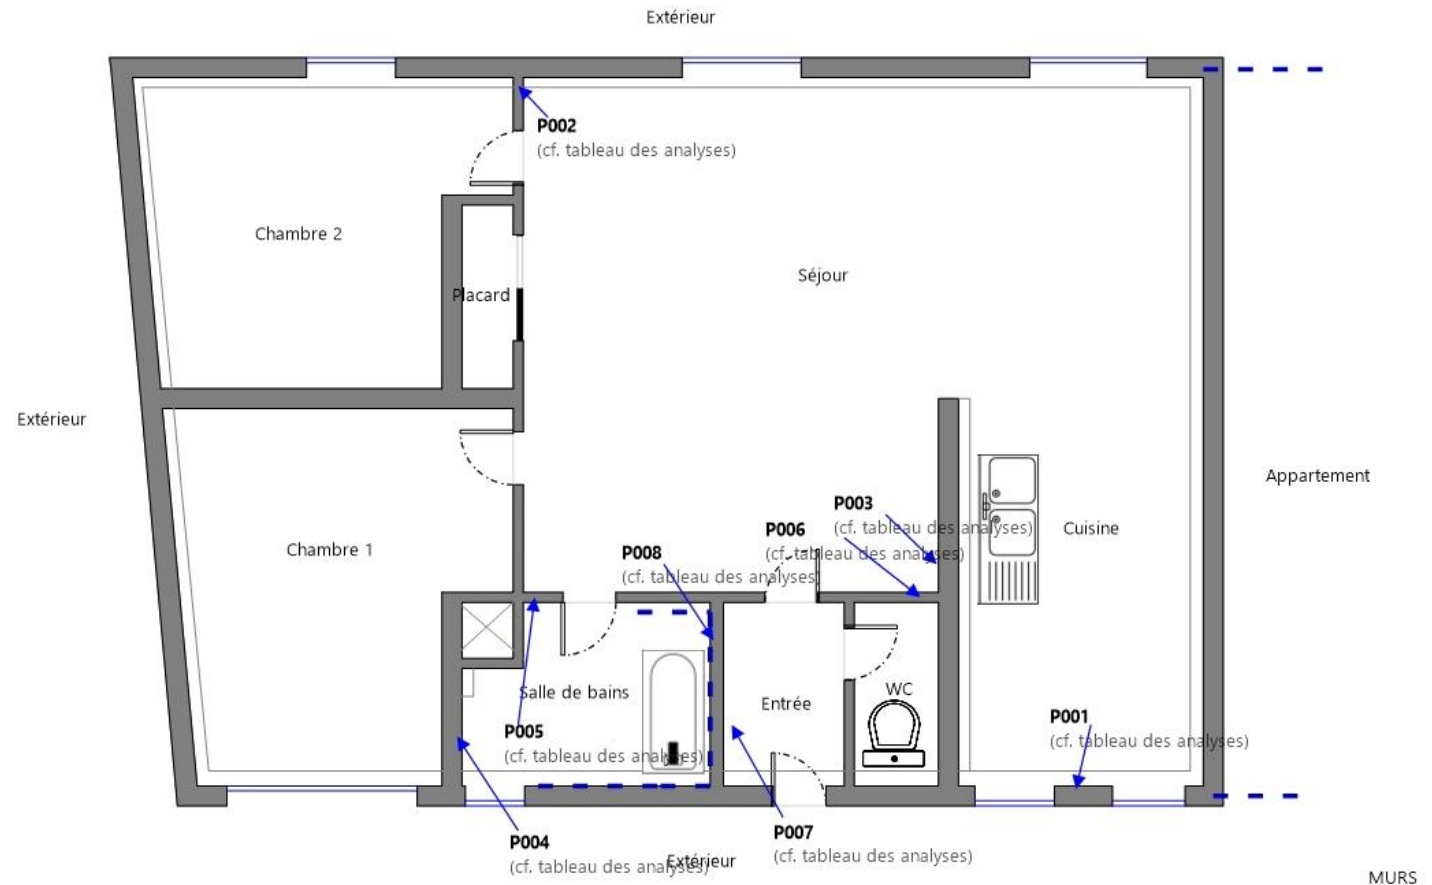 Extérieur
P002
(cf. tableau des analyses)
Chambre 2
Séjour
Placard
Extérieur
Appartement
P003
(cf. tableau des analyses)
Cuisine
P006
(cf. tableau des analyses)
Chambre 1
P008
(cf. tableau des analyses)
Salle de bains
WC
Entrée
P001
(cf. tableau des analyses)
P005
(cf. tableau des analyses)
P007
(cf. tableau des analyses)
P004
(cf. tableau des analyses)
Extérieur
MURS